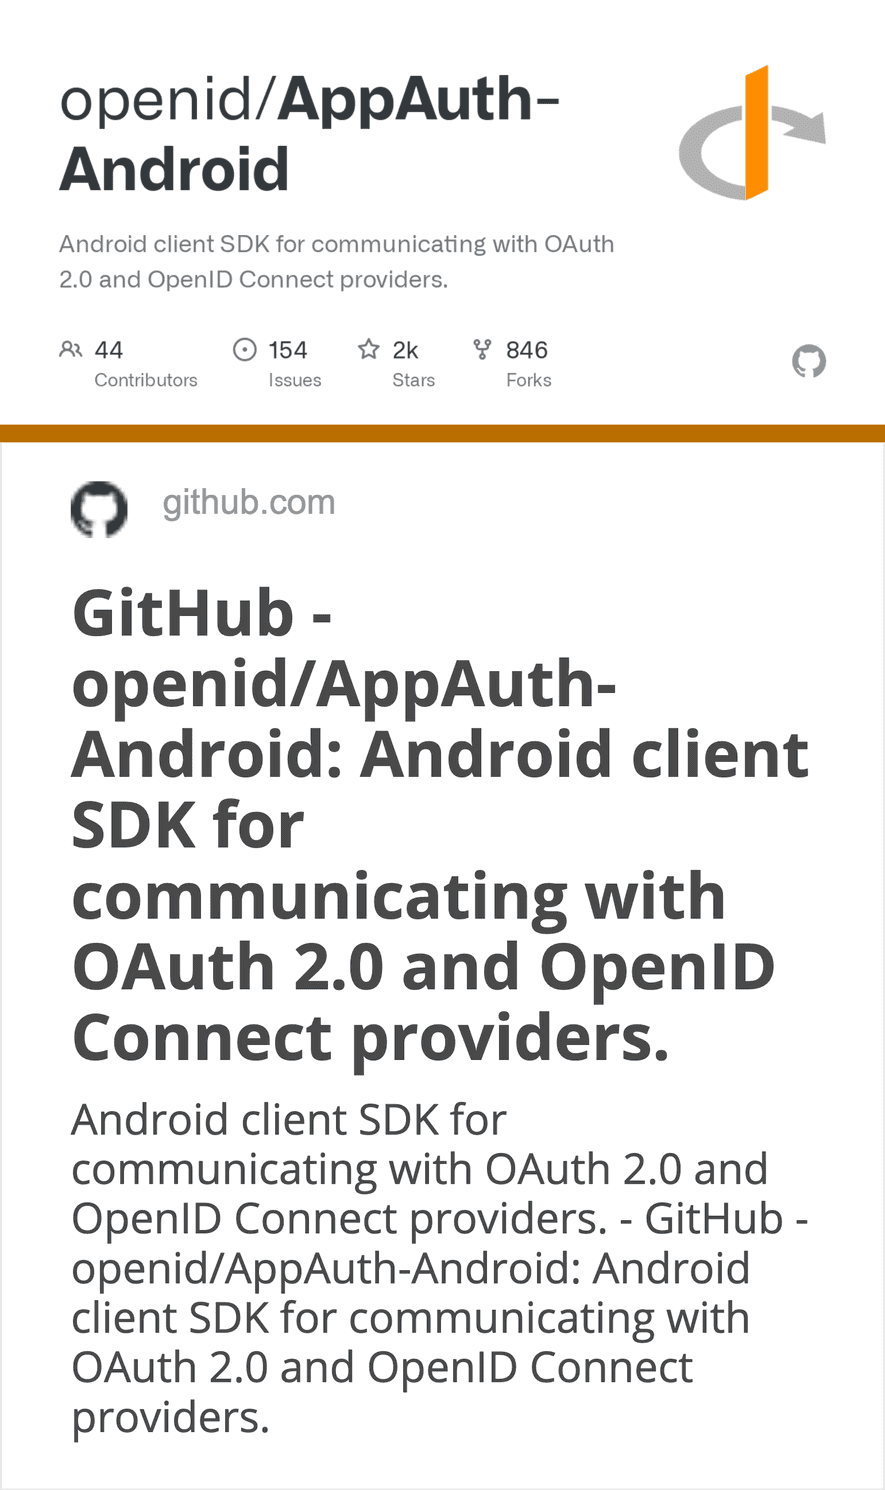 openid/AppAuth-
Android
Android client SDK for communicating with OAuth
2.0 and OpenID Connect providers.
44 154 2k 846
Contributors Issues Stars Forks
github.com
GitHub -
openid/AppAuth-
Android: Android client
SDK for
communicating with
OAuth 2.0 and OpenID
Connect providers.
Android client SDK for
communicating with OAuth 2.0 and
OpenID Connect providers. - GitHub -
openid/AppAuth-Android: Android
client SDK for communicating with
OAuth 2.0 and OpenID Connect
providers.